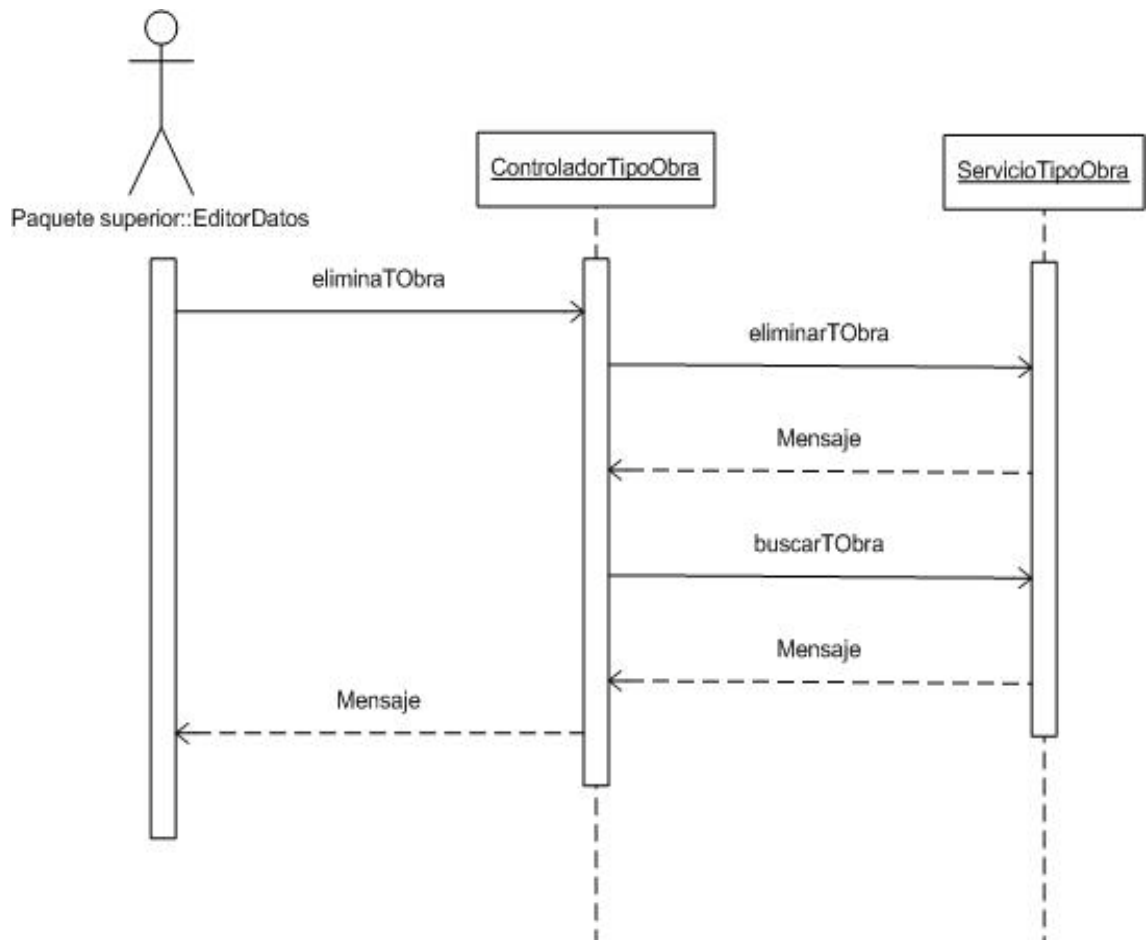 ControladorTipoObra
ServicioTipoObra
Paquete superior::EditorDatos
eliminaTObra
eliminarTObra
Mensaje
buscarTObra
Mensaje
Mensaje